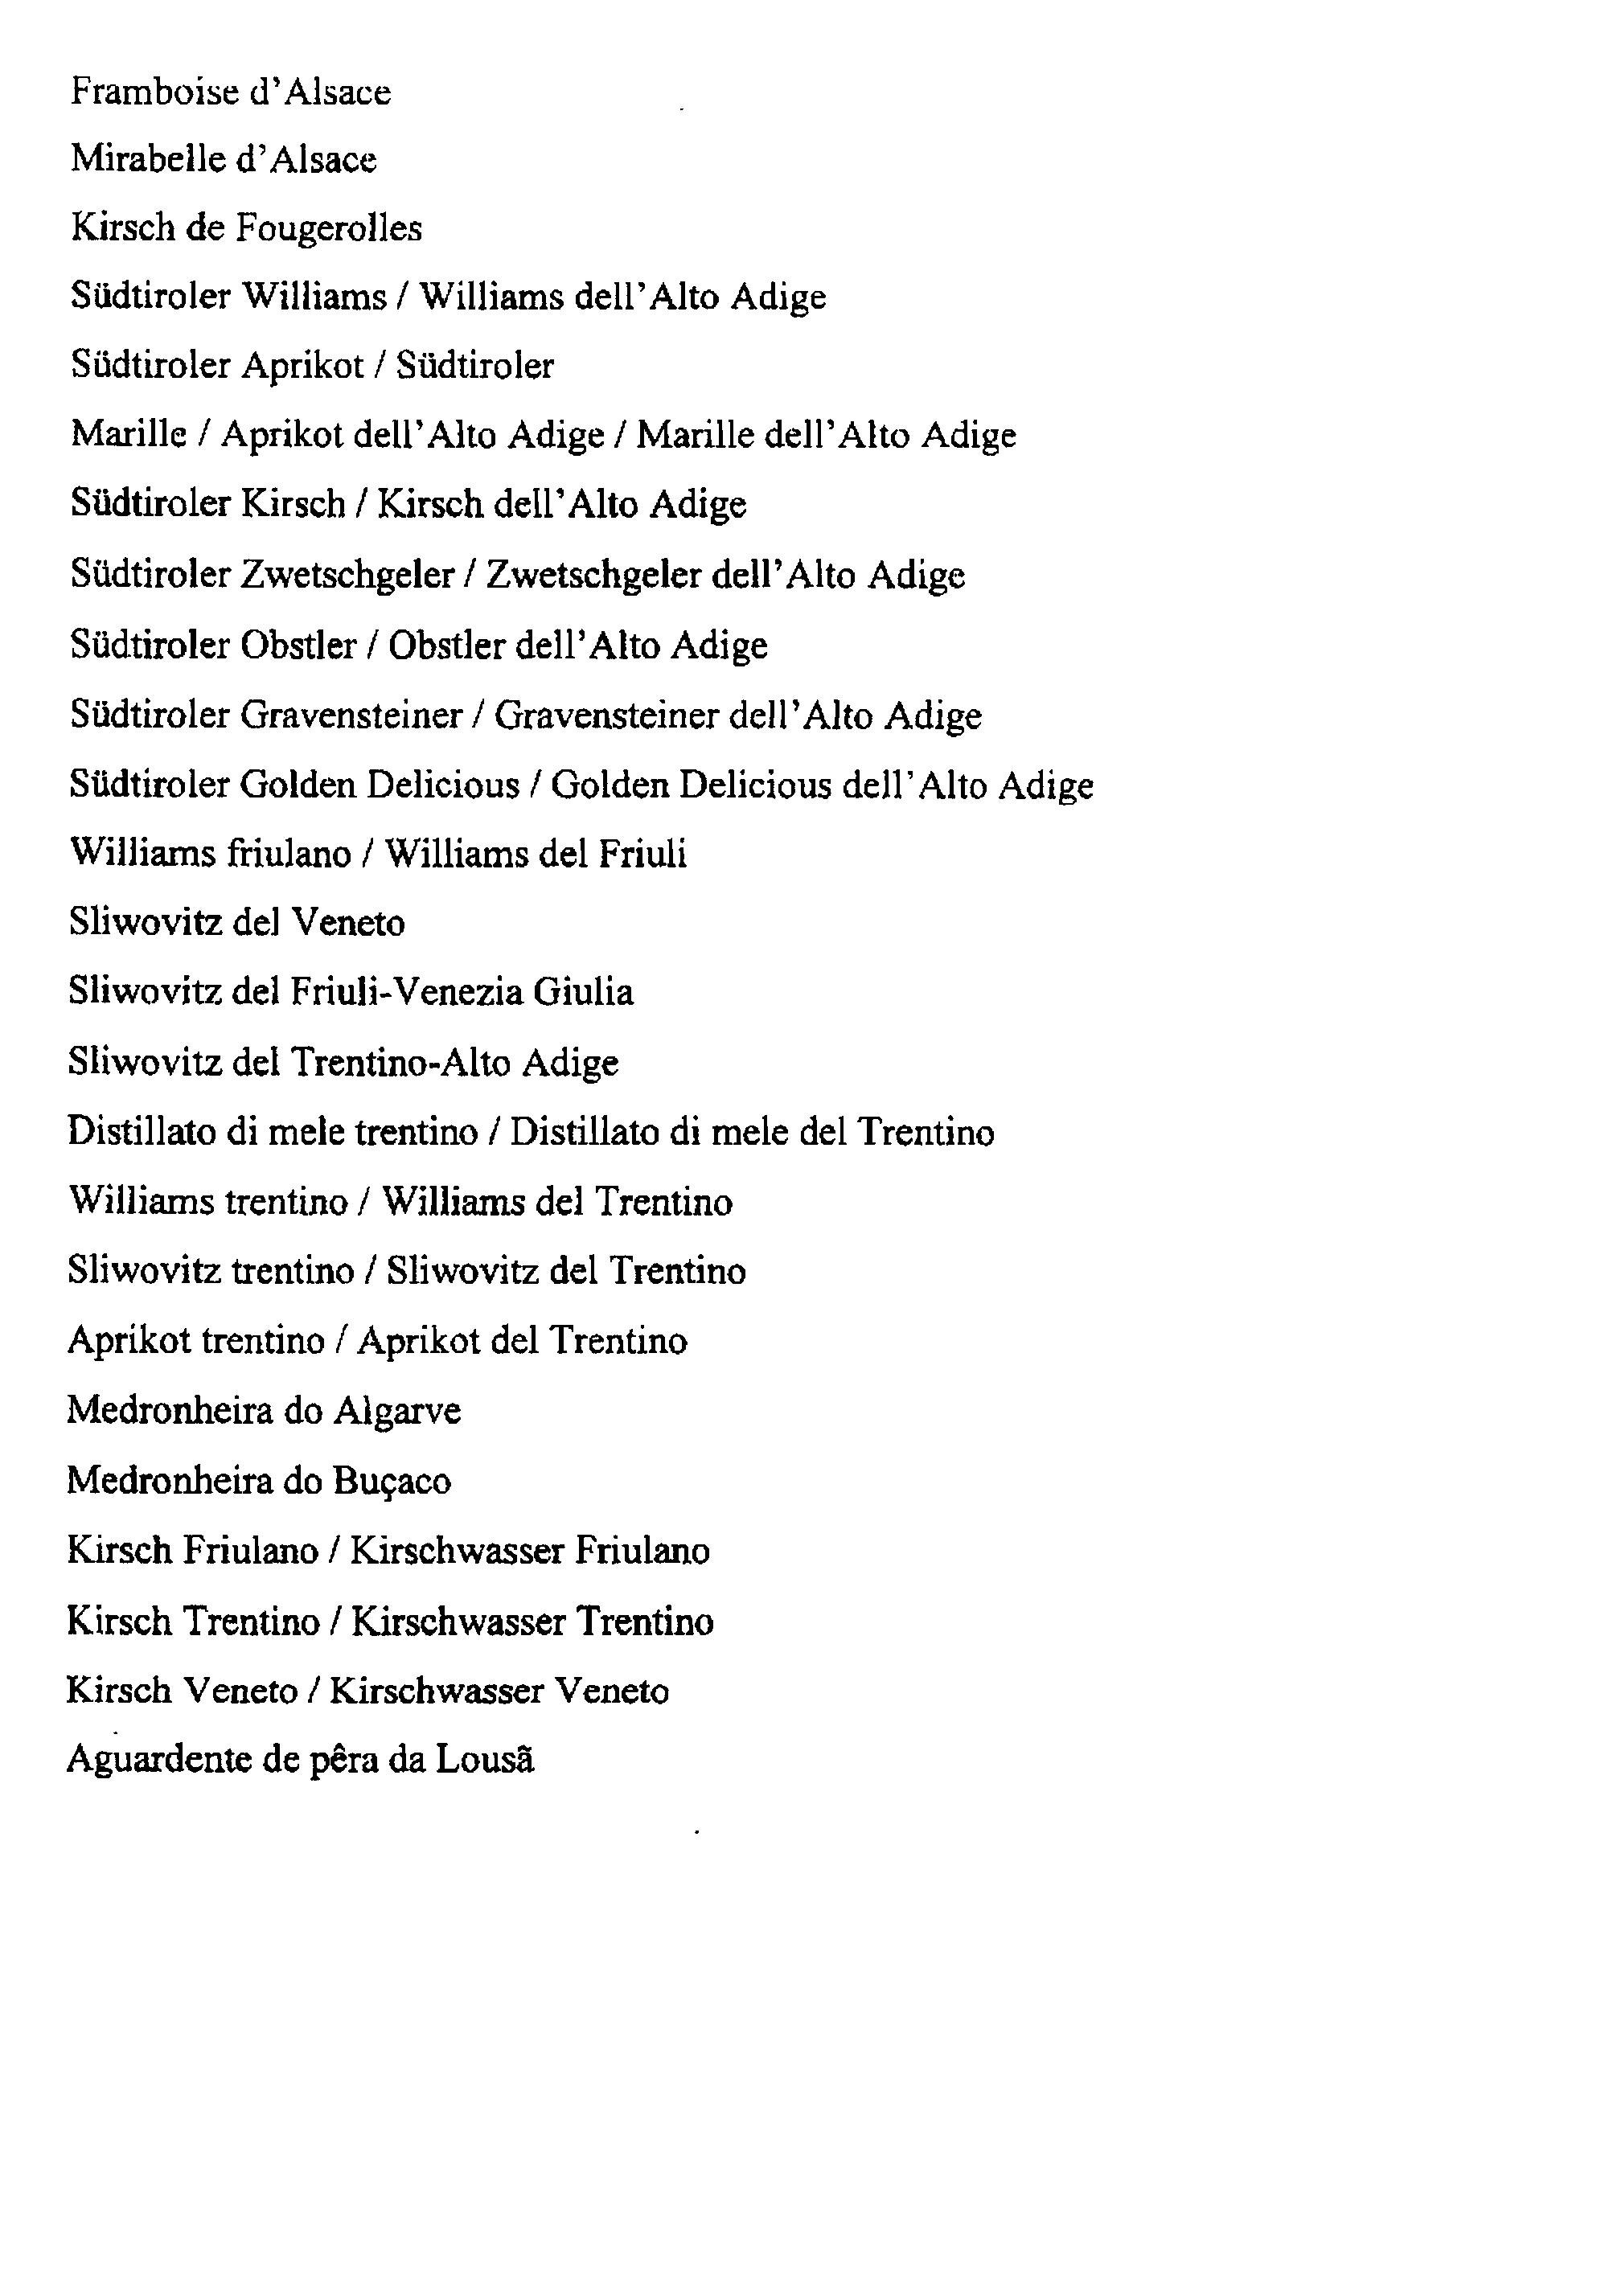 Framboise d'Alsace
Mirabelle d'Alsace
Kirsch de Fougerolles
Südtiroler Williams / Williams dell'Alto Adige
Südtiroler Aprikot / Südtiroler
Marille / Aprikot dell'Alto Adige / Marille dell'Alto Adige
Südtiroler Kirsch / Kirsch dell'Alto Adige
Südtiroler Zwetschgeler / Zwetschgeler dell'Alto Adige
Südtiroler Obstler / Obstler dell'Alto Adige
Südtiroler Gravensteiner / Gravensteiner dell'Alto Adige
Südtiroler Golden Delicious / Golden Delicious dell'Alto Adige
Williams friulano / Williams del Friuli
Sliwovitz del Veneto
Sliwovitz del Friuli-Venezia Giulia
Sliwovitz del Trentino-Alto Adige
Distillato di mele trentino / Distillato di mele del Trentino
Williams trentino / Williams del Trentino
Sliwovitz trentino / Sliwovitz del Trentino
Aprikot trentino / Aprikot del Trentino
Medronheira do Algarve
Medronheira do Buçaco
Kirsch Friulano / Kirschwasser Friulano
Kirsch Trentino / Kirschwasser Trentino
Kirsch Veneto / Kirschwasser Veneto
Aguardente de pêra da Lousã